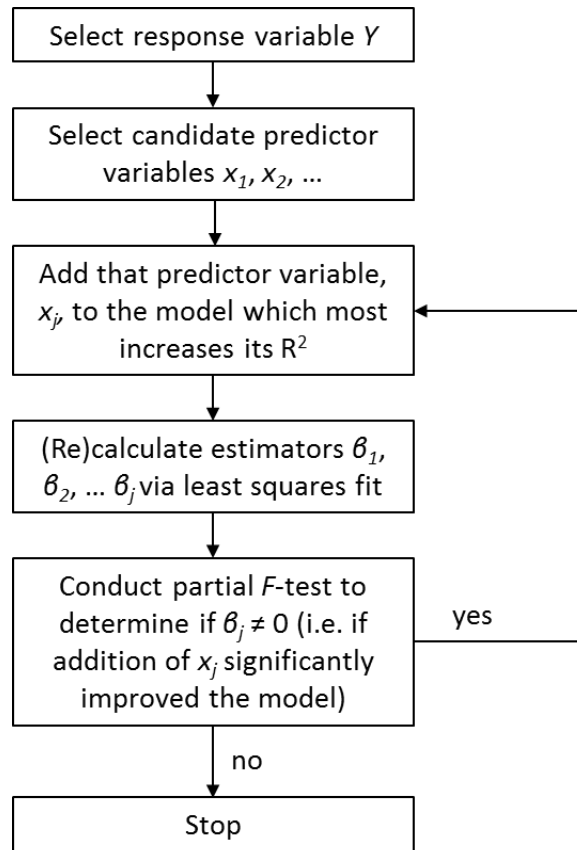 Select response variable Y
Select candidate predictor
variables x₁, x₂, …
Add that predictor variable,
xⱼ, to the model which most
increases its R²
(Re)calculate estimators β₁,
β₂, … βⱼ via least squares fit
Conduct partial F-test to
determine if βⱼ ≠ 0 (i.e. if
addition of xⱼ significantly
improved the model)
yes
no
Stop